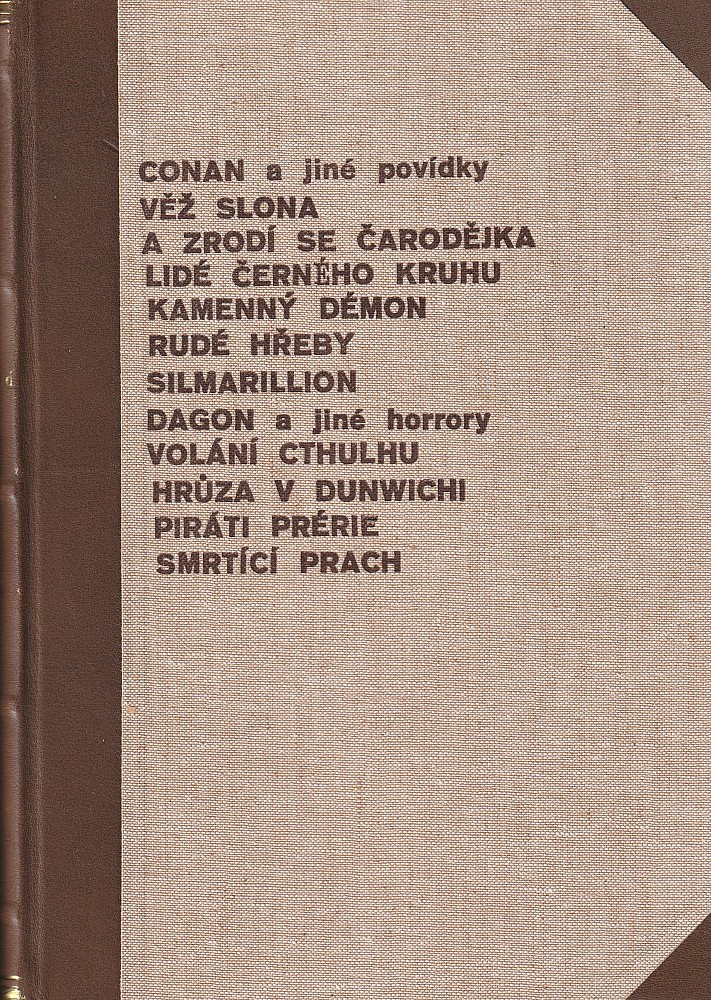 CONAN a jiné povídky
VĚŽ SLONA
A ZRODÍ SE ČARODĚJKA
LIDÉ ČERNÉHO KRUHU
KAMENNÝ DÉMON
RUDÉ HŘEBY
SILMARILLION
DAGON a jiné horrory
VOLÁNÍ CTHULHU
HRŮZA V DUNWICHI
PIRÁTI PRÉRIE
SMRTÍCÍ PRACH